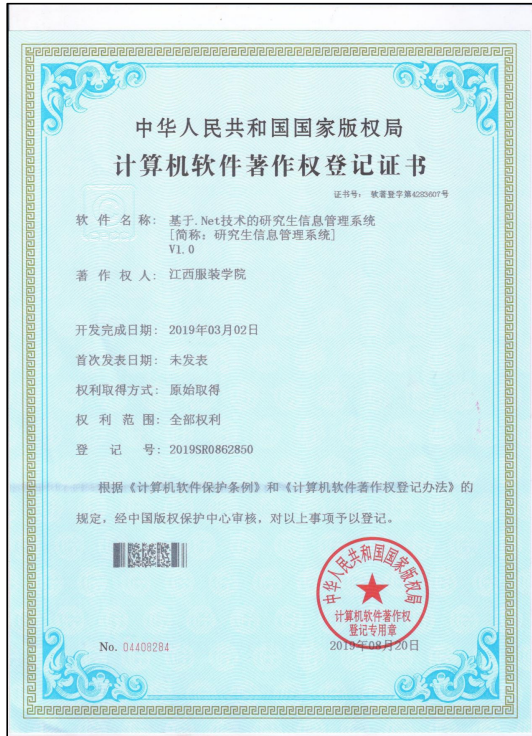 中华人民共和国国家版权局
计算机软件著作权登记证书
证书号: 软著登字第4283607号
软件名称: 基于.Net技术的研究生信息管理系统
[简称:研究生信息管理系统]
V1.0
著作权人: 江西服装学院
开发完成日期: 2019年03月02日
首次发表日期: 未发表
权利取得方式: 原始取得
权利范围: 全部权利
登记号: 2019SR0862850
根据《计算机软件保护条例》和《计算机软件著作权登记办法》的
规定,经中国版权保护中心审核,对以上事项予以登记。
中华人民共和国国家版权局
计算机软件著作权
登记专用章
No. 04408284
2019年08月20日